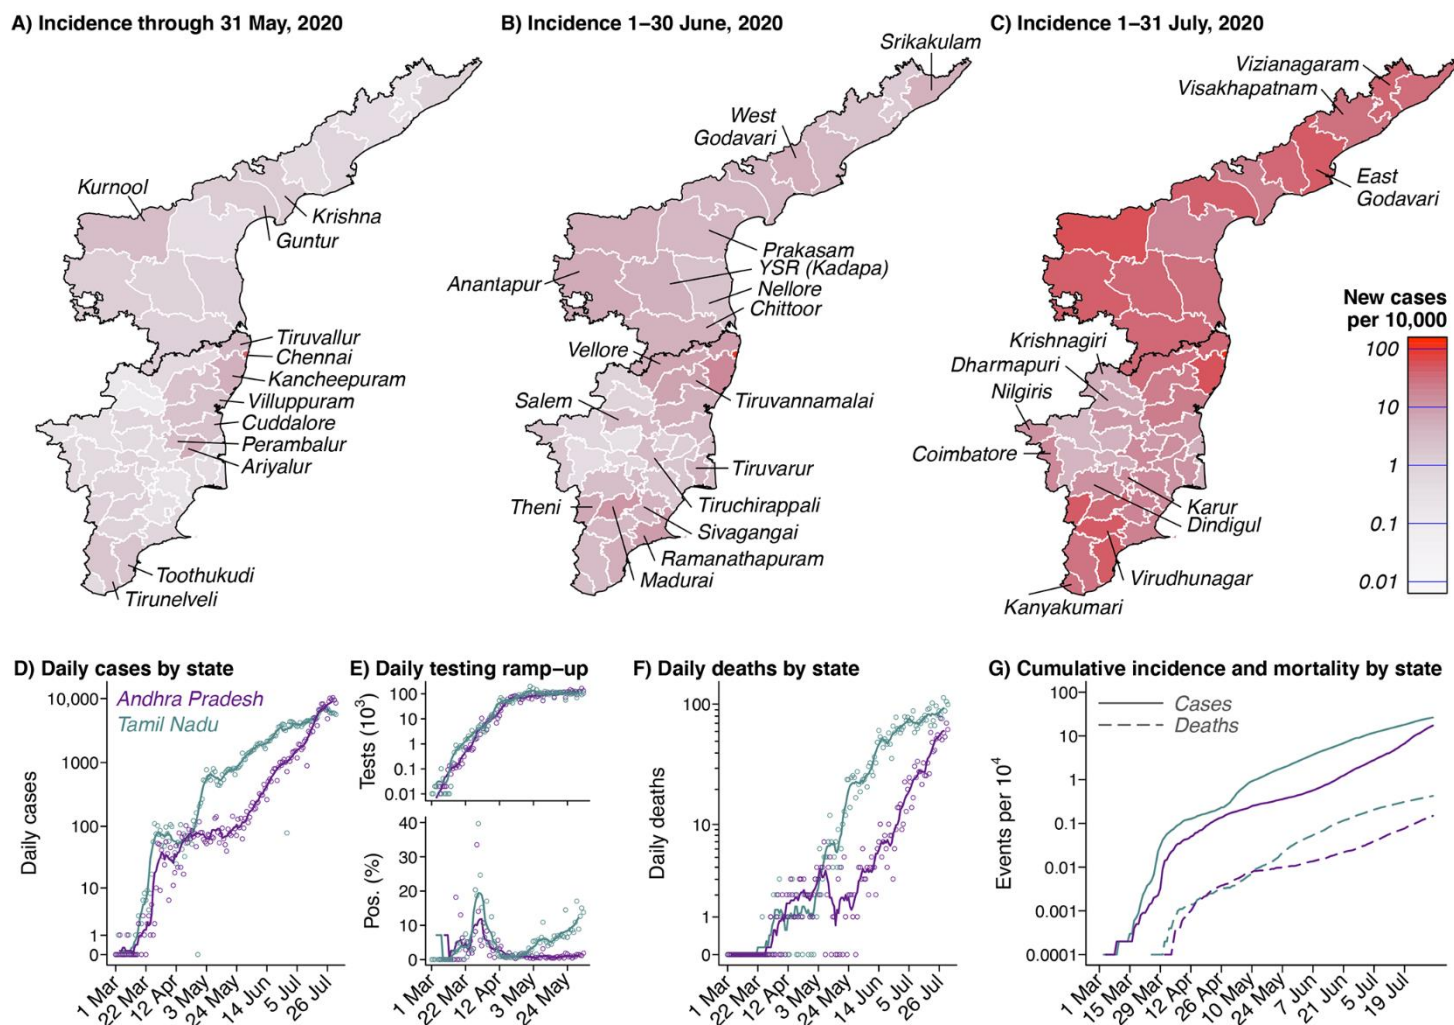 A) Incidence through 31 May, 2020
Kurnool
Krishna
Guntur
Tiruvallur
Chennai
Kancheepuram
Villuppuram
Cuddalore
Perambalur
Ariyalur
Toothukudi
Tirunelveli
B) Incidence 1–30 June, 2020
Srikakulam
West
Godavari
Prakasam
YSR (Kadapa)
Anantapur
Nellore
Chittoor
Vellore
Salem
Tiruvannamalai
Tiruvarur
Theni
Tiruchirappali
Sivagangai
Ramanathapuram
Madurai
C) Incidence 1–31 July, 2020
Vizianagaram
Visakhapatnam
East
Godavari
Krishnagiri
Dharmapuri
Nilgiris
Coimbatore
Karur
Dindigul
Virudhunagar
Kanyakumari
New cases
per 10,000
100
10
1
0.1
0.01
D) Daily cases by state
Andhra Pradesh
Tamil Nadu
Daily cases
10,000
1000
100
10
1
0
1 Mar
22 Mar
12 Apr
3 May
24 May
14 Jun
5 Jul
26 Jul
E) Daily testing ramp–up
Tests (10³)
100
10
1
0.1
0.01
Pos. (%)
40
30
20
10
0
1 Mar
22 Mar
12 Apr
3 May
24 May
F) Daily deaths by state
Daily deaths
100
10
1
0
1 Mar
22 Mar
12 Apr
3 May
24 May
14 Jun
5 Jul
26 Jul
G) Cumulative incidence and mortality by state
Cases
Deaths
Events per 10⁴
100
10
1
0.1
0.01
0.001
0.0001
1 Mar
15 Mar
29 Mar
12 Apr
26 Apr
10 May
24 May
7 Jun
21 Jun
5 Jul
19 Jul